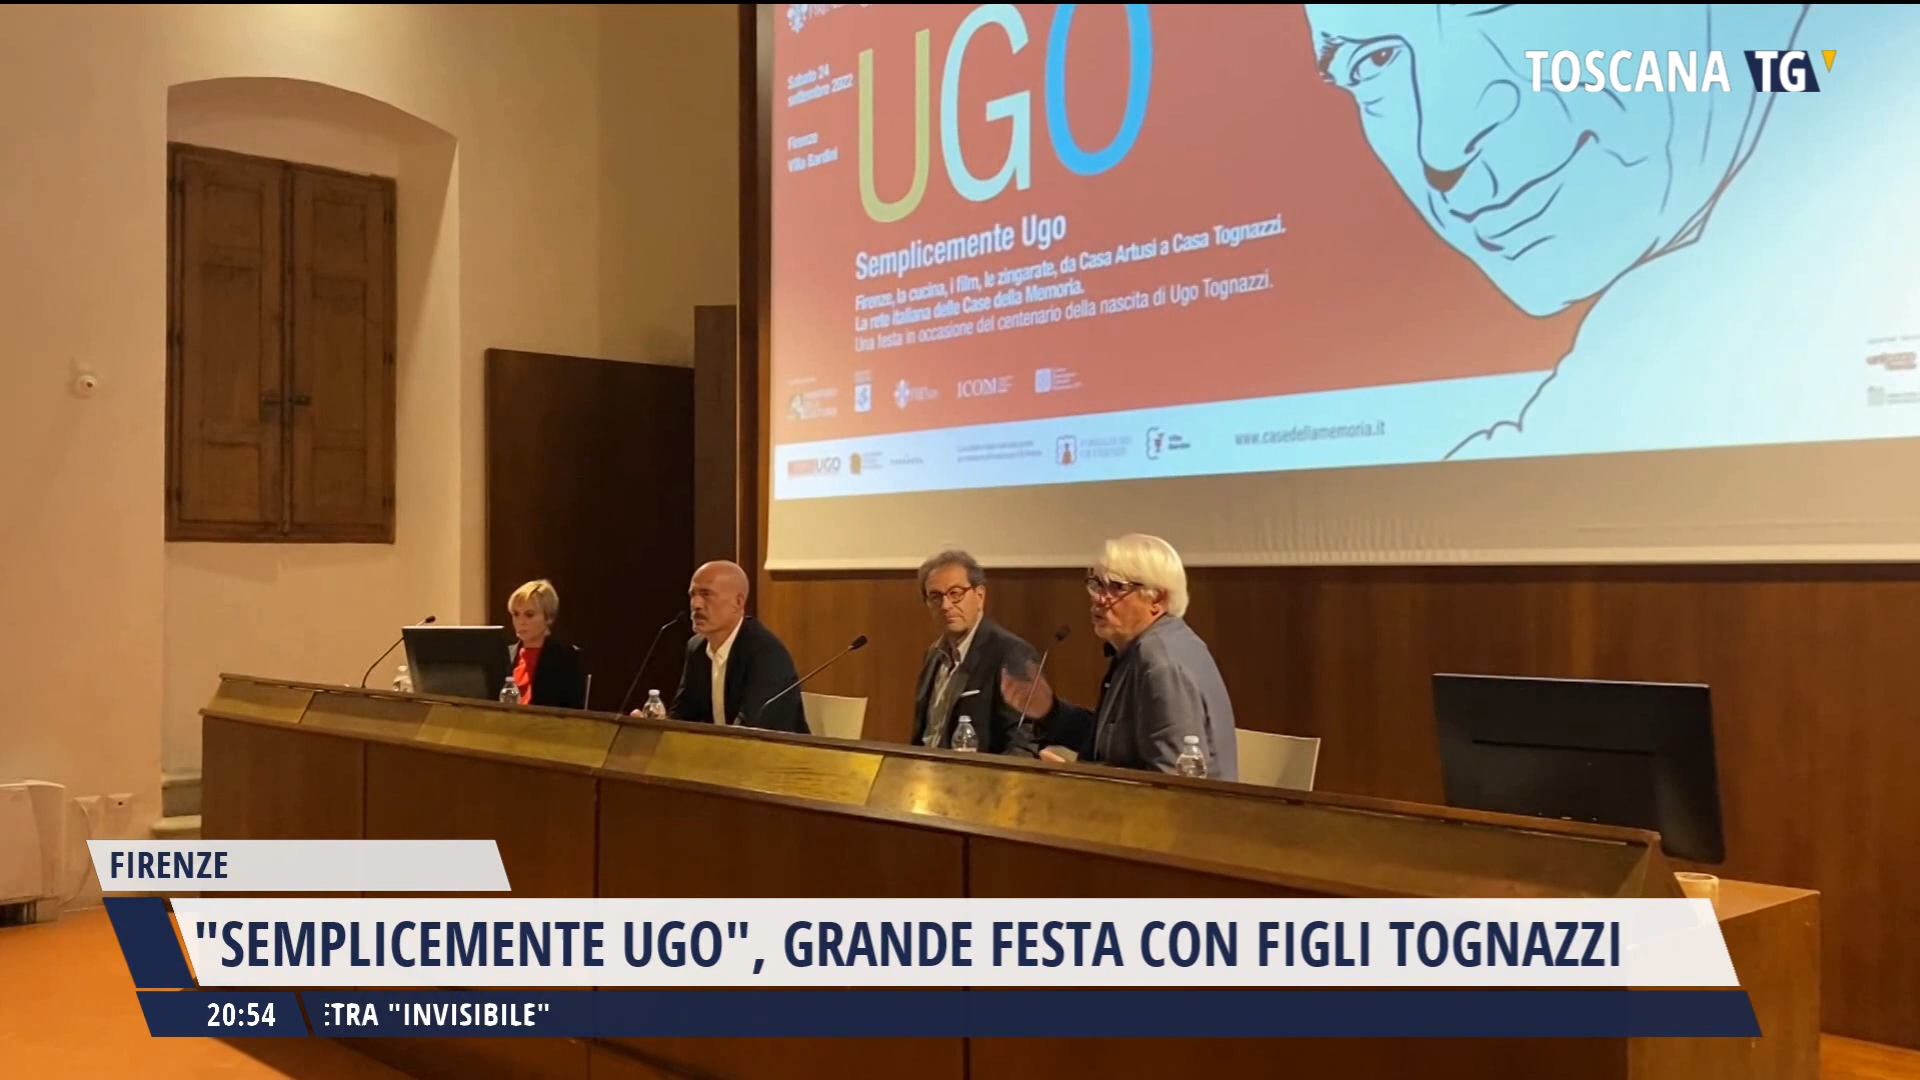 TOSCANA TG
UGO
Sabato 24
settembre 2022
Firenze
Villa Bardini
Semplicemente Ugo
Firenze, la cucina, i film, le zingarate, da Casa Artusi a Casa Tognazzi.
La rete italiana delle Case della Memoria.
Una festa in occasione del centenario della nascita di Ugo Tognazzi.
ICOM
UGO
www.casedellamemoria.it
FIRENZE
"SEMPLICEMENTE UGO", GRANDE FESTA CON FIGLI TOGNAZZI
20:54
ETRA "INVISIBILE"